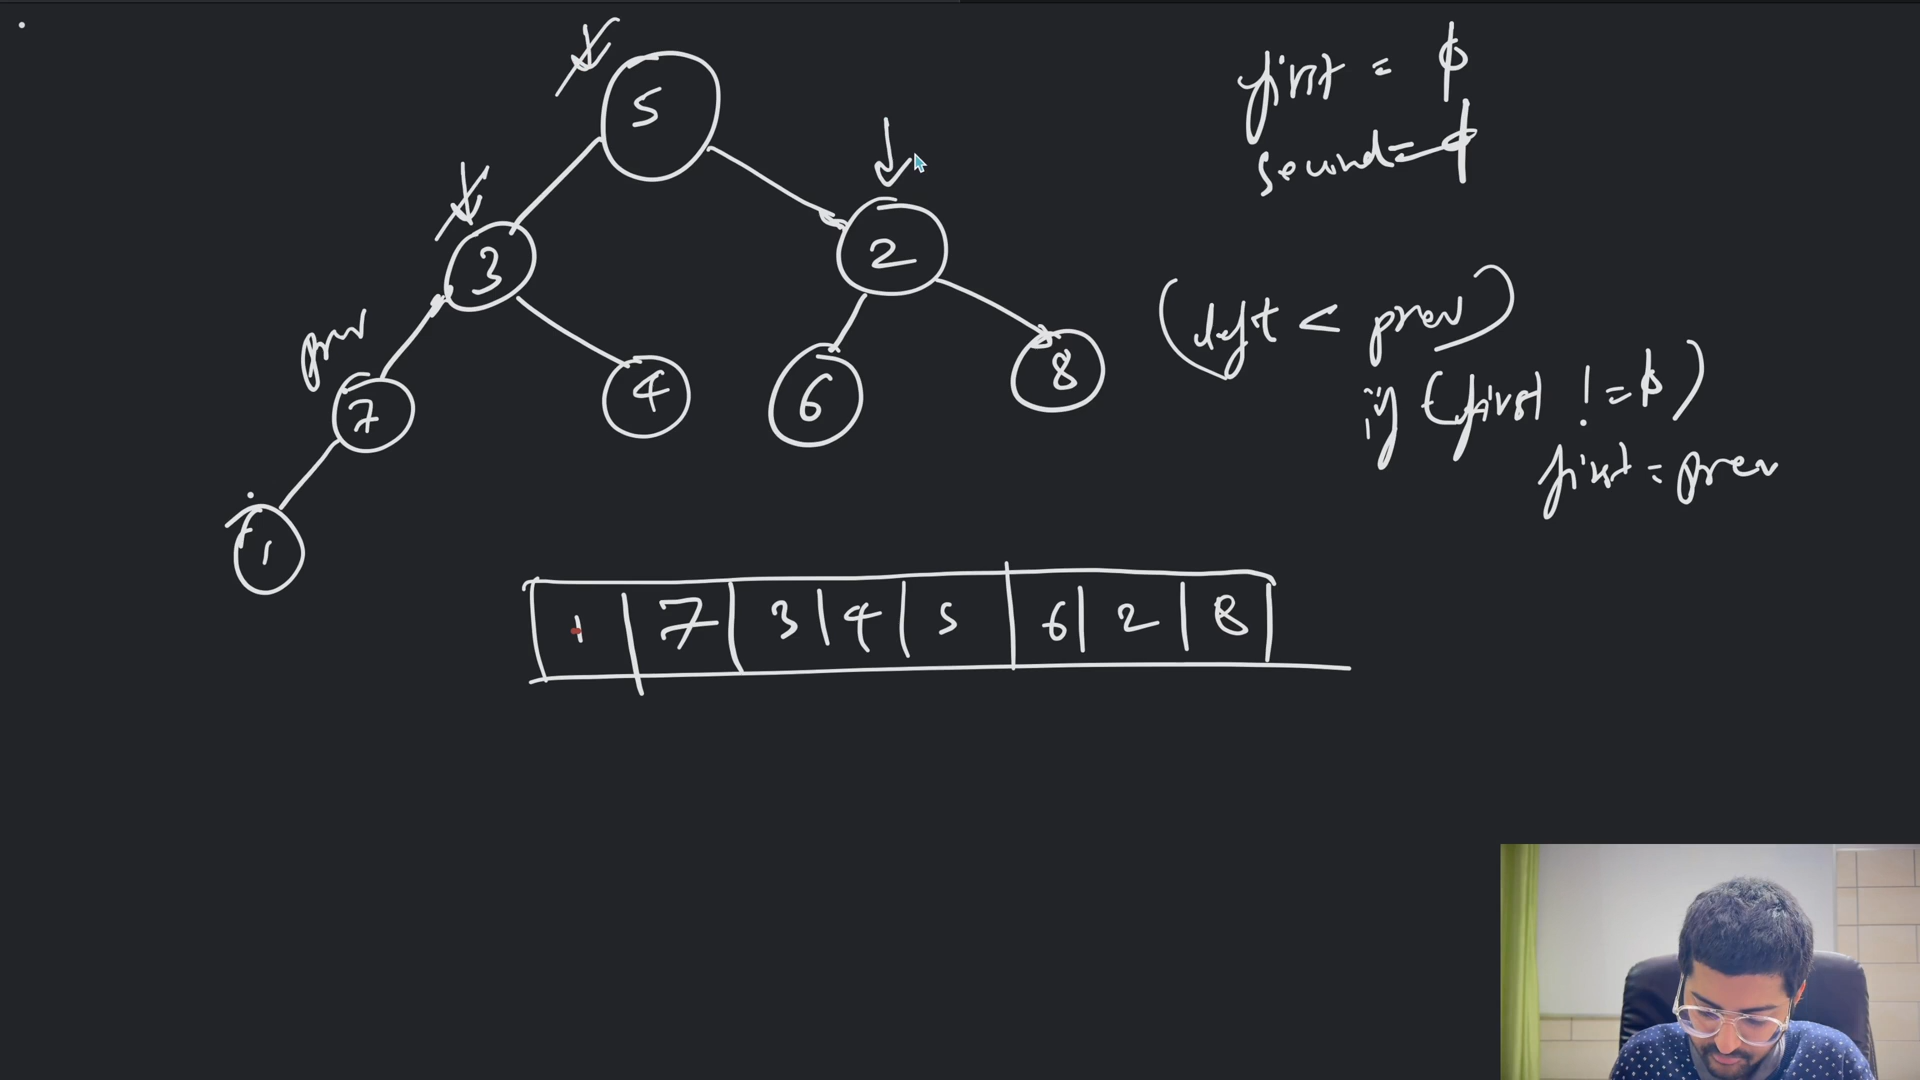 5
3
2
prev
7
4
6
8
1
first = ϕ
second = ϕ
(left < prev)
if (first != ϕ)
first = prev
1 | 7 | 3 | 4 | 5 | 6 | 2 | 8